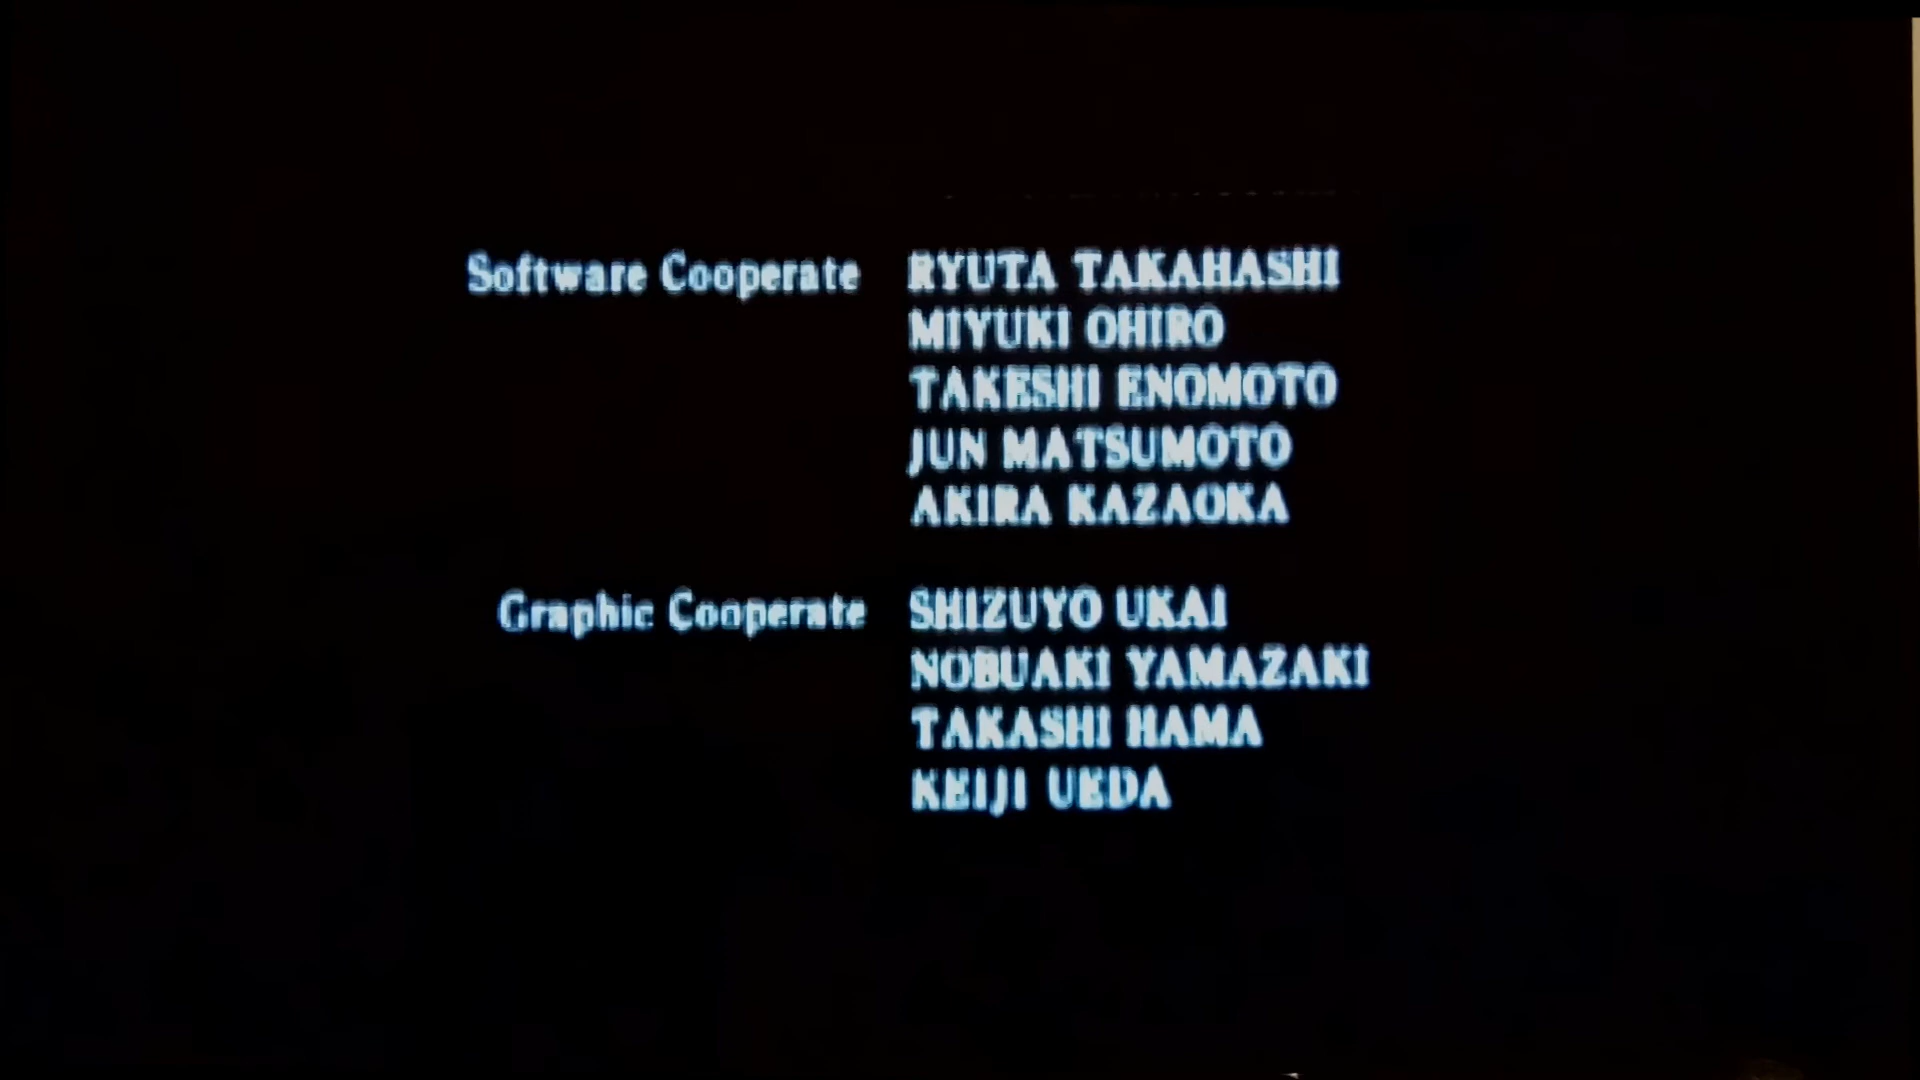 Software Cooperate RYUTA TAKAHASHI
MIYUKI OHIRO
TAKESHI ENOMOTO
JUN MATSUMOTO
AKIRA KAZAOKA
Graphic Cooperate SHIZUYO UKAI
NOBUAKI YAMAZAKI
TAKASHI HAMA
KEIJI UEDA